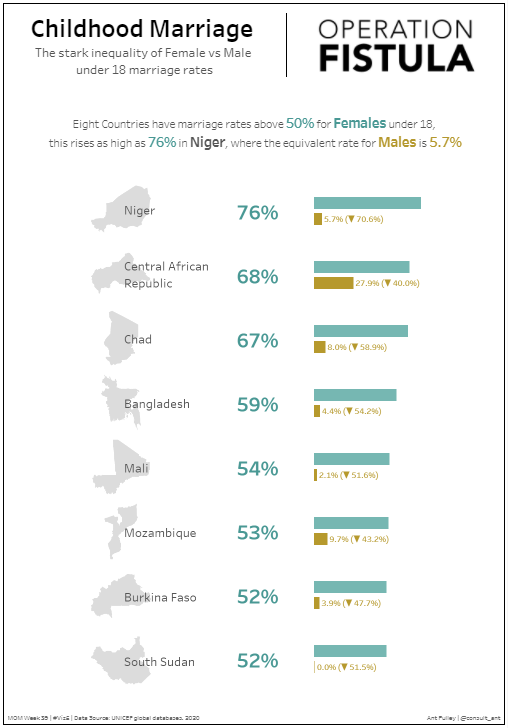 Childhood Marriage
The stark inequality of Female vs Male
under 18 marriage rates
OPERATION
FISTULA
Eight Countries have marriage rates above 50% for Females under 18,
this rises as high as 76% in Niger, where the equivalent rate for Males is 5.7%
Niger 76% 5.7% (▼ 70.6%)
Central African
Republic 68% 27.9% (▼ 40.0%)
Chad 67% 8.0% (▼ 58.9%)
Bangladesh 59% 4.4% (▼ 54.2%)
Mali 54% 2.1% (▼ 51.6%)
Mozambique 53% 9.7% (▼ 43.2%)
Burkina Faso 52% 3.9% (▼ 47.7%)
South Sudan 52% 0.0% (▼ 51.5%)
MOM Week 39 | #Viz5 | Data Source: UNICEF global databases, 2020
Ant Pulley | @consult_ant